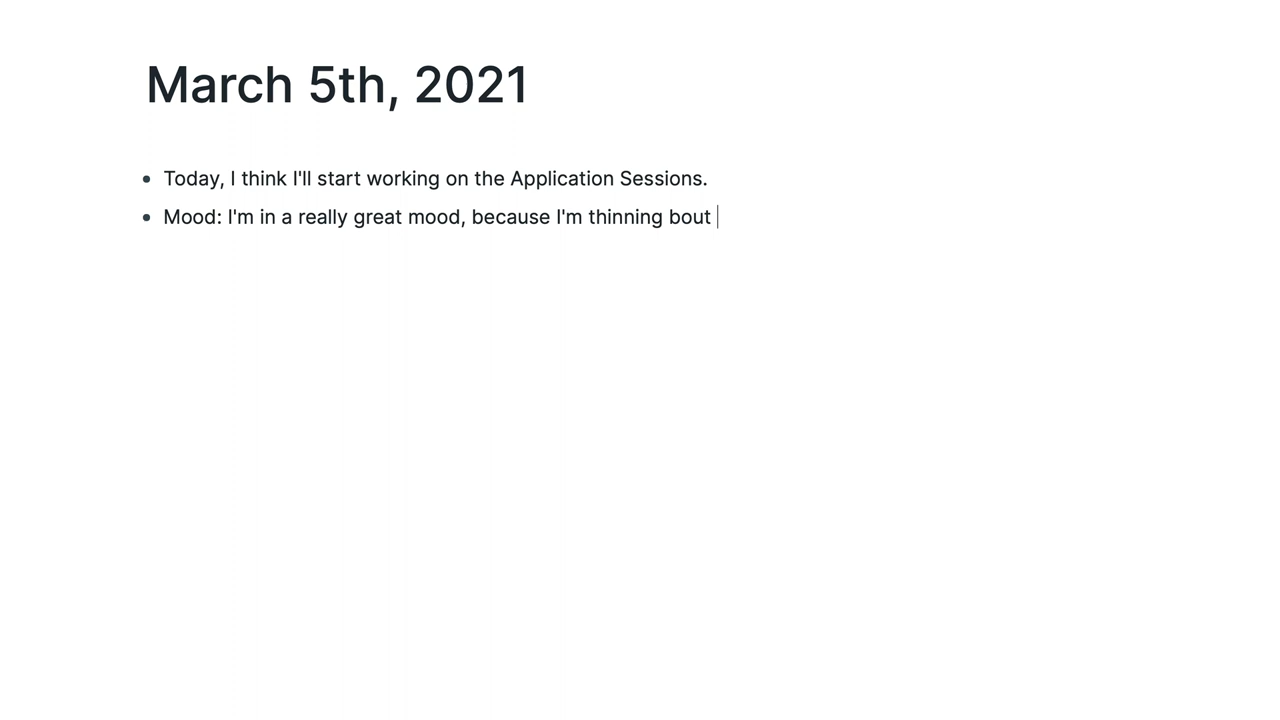 March 5th, 2021
Today, I think I'll start working on the Application Sessions.
Mood: I'm in a really great mood, because I'm thinning bout